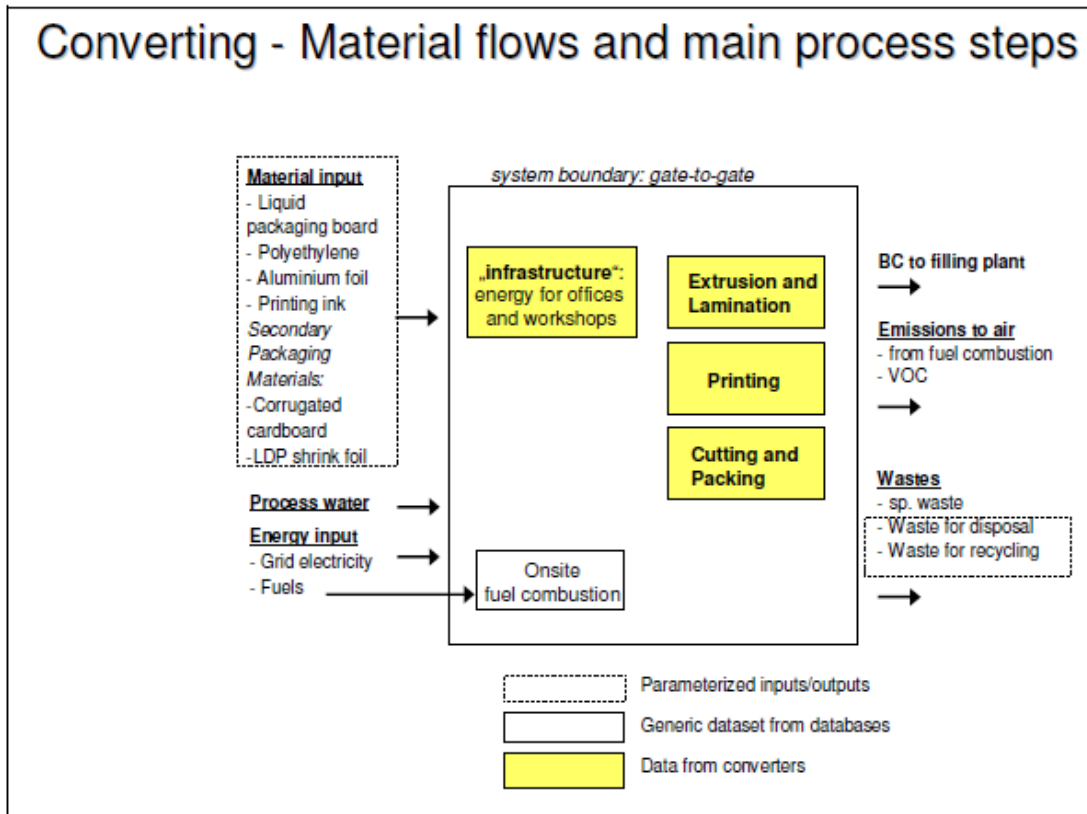 Converting - Material flows and main process steps
Material input
- Liquid
packaging board
- Polyethylene
- Aluminium foil
- Printing ink
Secondary
Packaging
Materials:
-Corrugated
cardboard
-LDP shrink foil
Process water
Energy input
- Grid electricity
- Fuels
system boundary: gate-to-gate
„infrastructure“:
energy for offices
and workshops
Extrusion and
Lamination
Printing
Cutting and
Packing
Onsite
fuel combustion
BC to filling plant
Emissions to air
- from fuel combustion
- VOC
Wastes
- sp. waste
- Waste for disposal
- Waste for recycling
Parameterized inputs/outputs
Generic dataset from databases
Data from converters